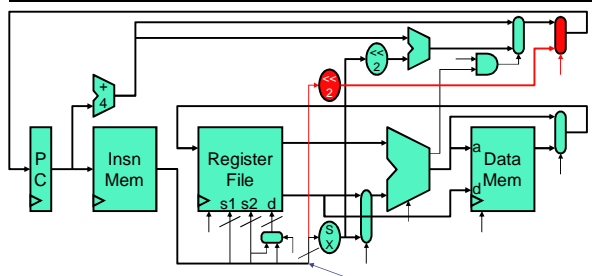 <<
2
<<
2
+
4
P
C
Insn
Mem
Register
File
s1 s2 d
S
X
a
d
Data
Mem